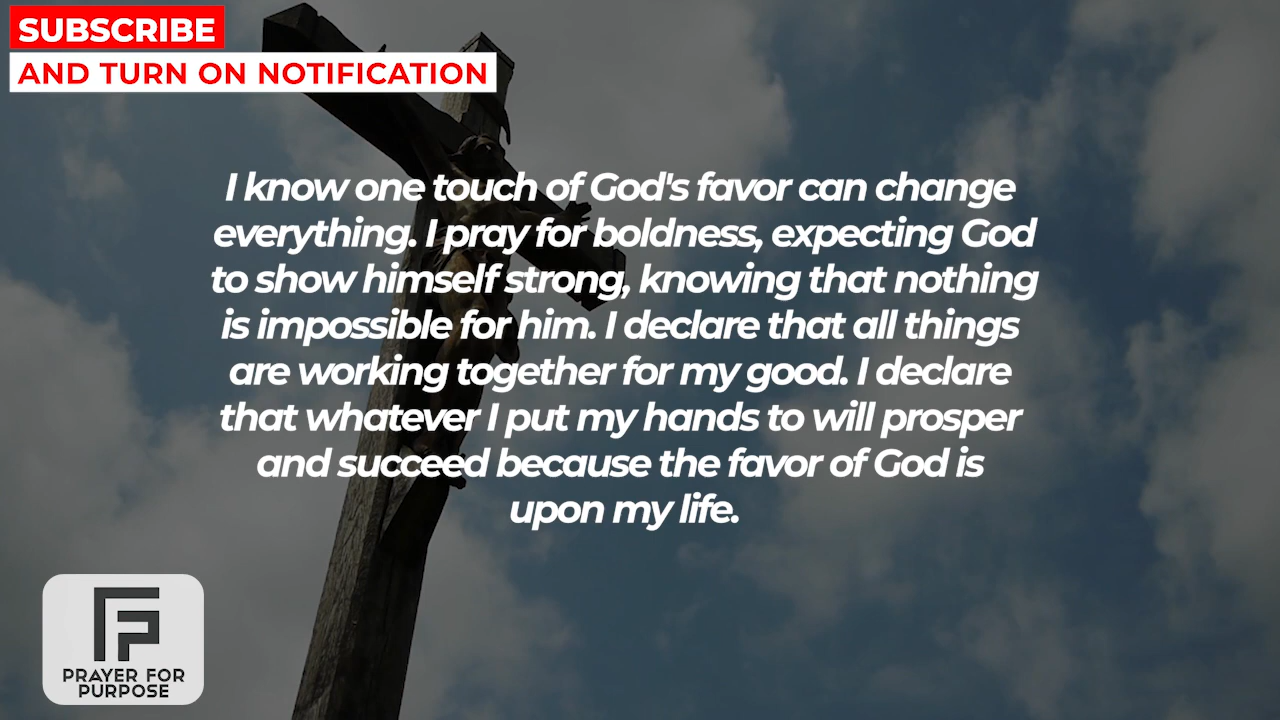 SUBSCRIBE
AND TURN ON NOTIFICATION
I know one touch of God's favor can change
everything. I pray for boldness, expecting God
to show himself strong, knowing that nothing
is impossible for him. I declare that all things
are working together for my good. I declare
that whatever I put my hands to will prosper
and succeed because the favor of God is
upon my life.
PRAYER FOR
PURPOSE